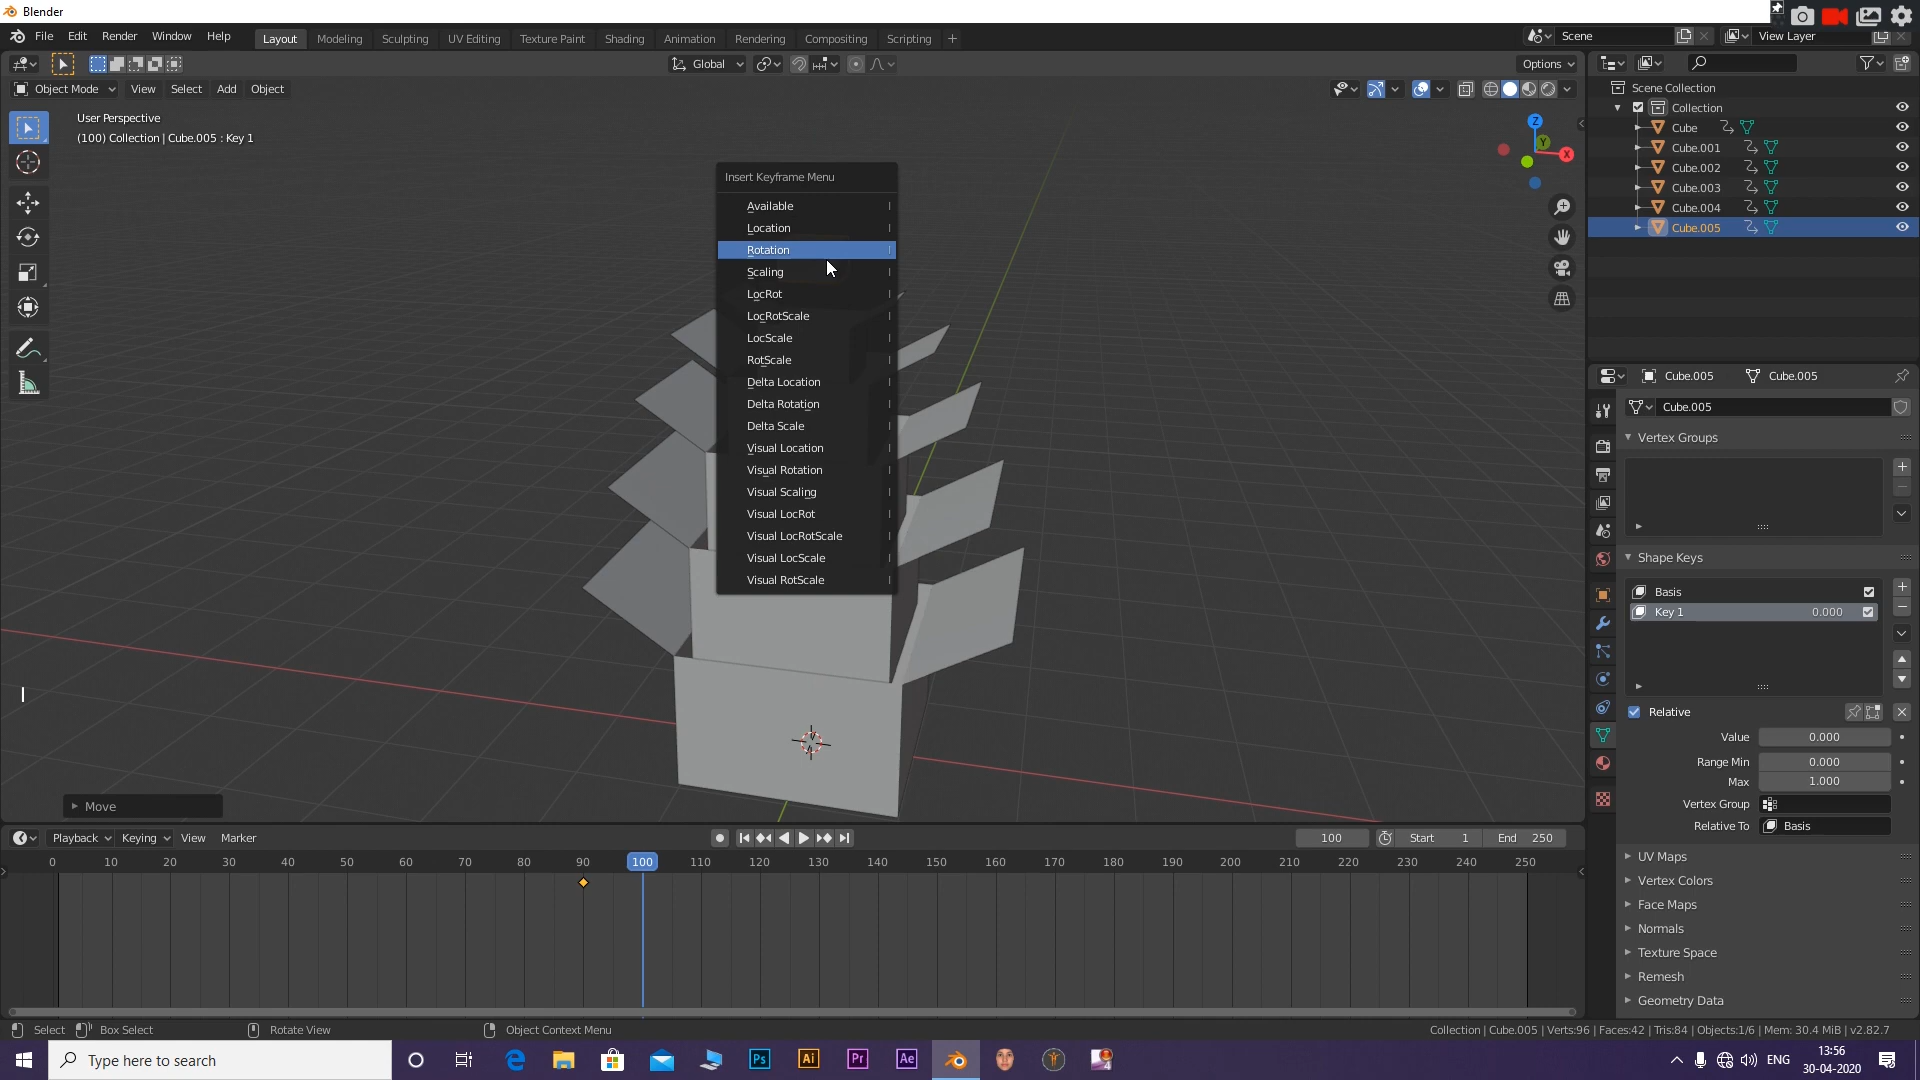 Blender
File Edit Render Window Help Layout Modeling Sculpting UV Editing Texture Paint Shading Animation Rendering Compositing Scripting + Scene View Layer
Global Options
Object Mode View Select Add Object
User Perspective
(100) Collection | Cube.005 : Key 1
Z Y X
Insert Keyframe Menu
Available I
Location I
Rotation I
Scaling I
LocRot I
LocRotScale I
LocScale I
RotScale I
Delta Location I
Delta Rotation I
Delta Scale I
Visual Location I
Visual Rotation I
Visual Scaling I
Visual LocRot I
Visual LocRotScale I
Visual LocScale I
Visual RotScale I
I
Move
Scene Collection
Collection
Cube
Cube.001
Cube.002
Cube.003
Cube.004
Cube.005
Cube.005 Cube.005
Cube.005
Vertex Groups
Shape Keys
Basis
Key 1 0.000
Relative
Value 0.000
Range Min 0.000
Max 1.000
Vertex Group
Relative To Basis
UV Maps
Vertex Colors
Face Maps
Normals
Texture Space
Remesh
Geometry Data
Playback Keying View Marker 100 Start 1 End 250
0 10 20 30 40 50 60 70 80 90 100 110 120 130 140 150 160 170 180 190 200 210 220 230 240 250
Select Box Select Rotate View Object Context Menu Collection | Cube.005 | Verts:96 | Faces:42 | Tris:84 | Objects:1/6 | Mem: 30.4 MiB | v2.82.7
Type here to search Ps Ai Pr Ae ENG 13:56
30-04-2020